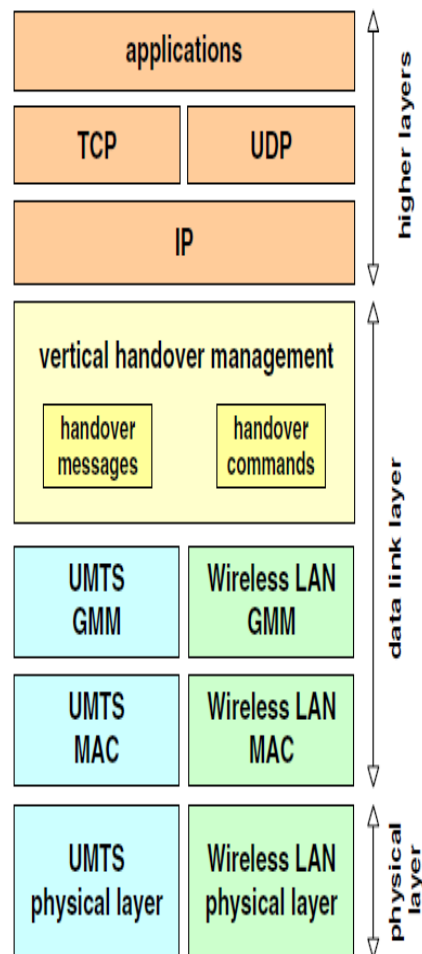 applications
TCP
UDP
IP
higher layers
vertical handover management
handover
messages
handover
commands
UMTS
GMM
Wireless LAN
GMM
UMTS
MAC
Wireless LAN
MAC
data link layer
UMTS
physical layer
Wireless LAN
physical layer
physical
layer